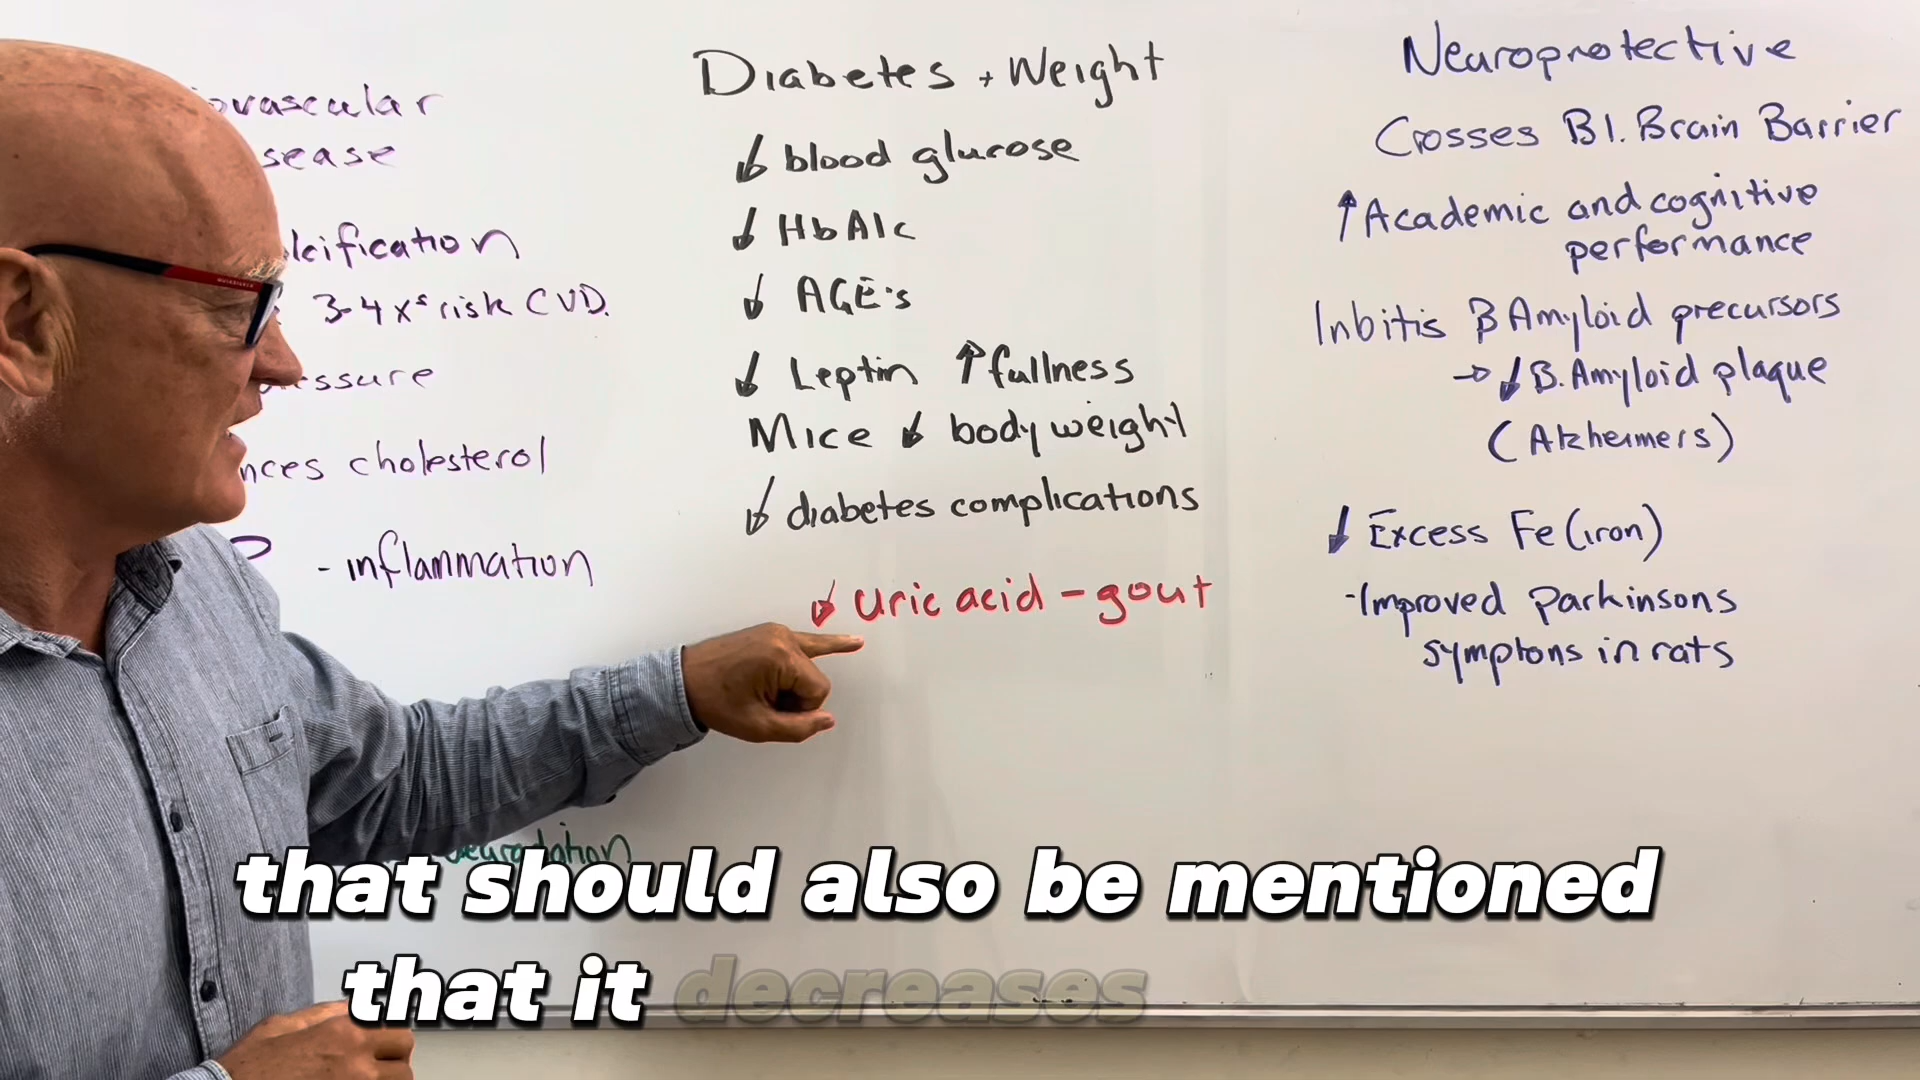 ovascular
sease
lcification
3-4 x's risk CVD.
essure
nces cholesterol
P - inflammation
Diabetes + Weight
↓ blood glucose
↓ HbA1c
↓ AGE's
↓ Leptin ↑ fullness
Mice ↓ body weight
↓ diabetes complications
↓ Uric acid - gout
Neuroprotective
Crosses Bl. Brain Barrier
↑ Academic and cognitive
performance
Inbitis B Amyloid precursors
→ ↓ B. Amyloid plaque
(Alzheimers)
↓ Excess Fe (iron)
- Improved Parkinsons
symptons in rats
that should also be mentioned
that it decreases